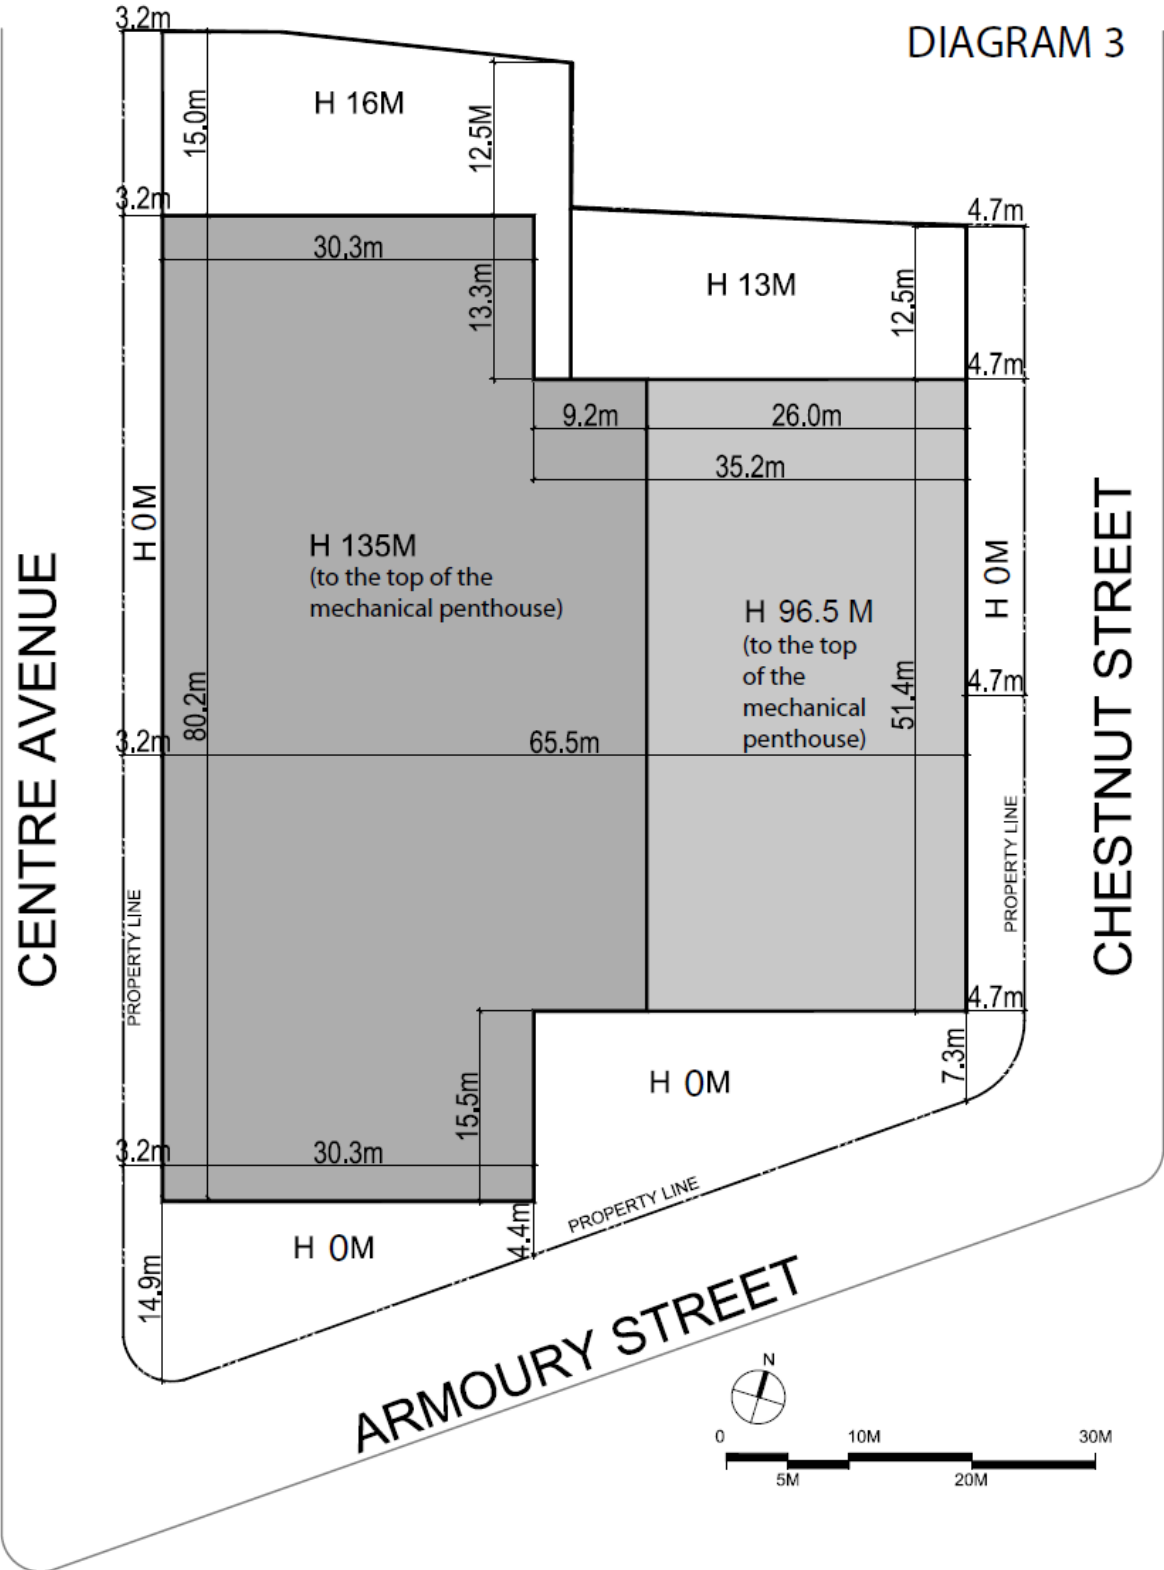 3.2m
DIAGRAM 3
H 16M
15.0m
12.5M
3.2m
4.7m
30.3m
13.3m
H 13M
12.5m
4.7m
9.2m
26.0m
35.2m
H 0M
H 135M
(to the top of the
mechanical penthouse)
H 0M
H 96.5 M
(to the top
of the
mechanical
penthouse)
CENTRE AVENUE
CHESTNUT STREET
80.2m
51.4m
4.7m
3.2m
65.5m
PROPERTY LINE
PROPERTY LINE
4.7m
7.3m
H 0M
15.5m
3.2m
30.3m
PROPERTY LINE
4.4m
H 0M
14.9m
ARMOURY STREET
N
0
10M
30M
5M
20M